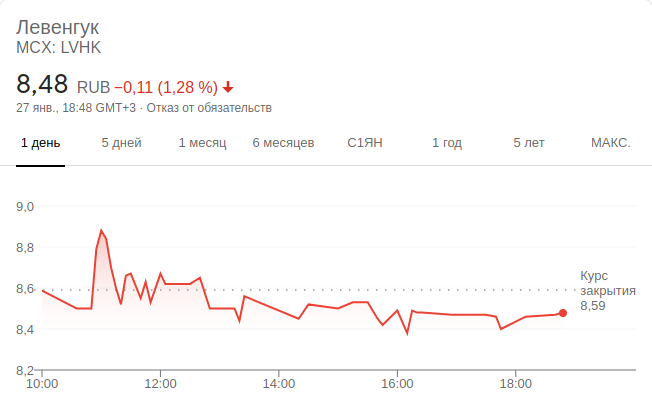 Левенгук
MCX: LVHK
8,48 RUB −0,11 (1,28 %)
27 янв., 18:48 GMT+3 · Отказ от обязательств
1 день 5 дней 1 месяц 6 месяцев С1ЯН 1 год 5 лет МАКС.
9,0
8,8
8,6
8,4
8,2
Курс
закрытия
8,59
10:00 12:00 14:00 16:00 18:00